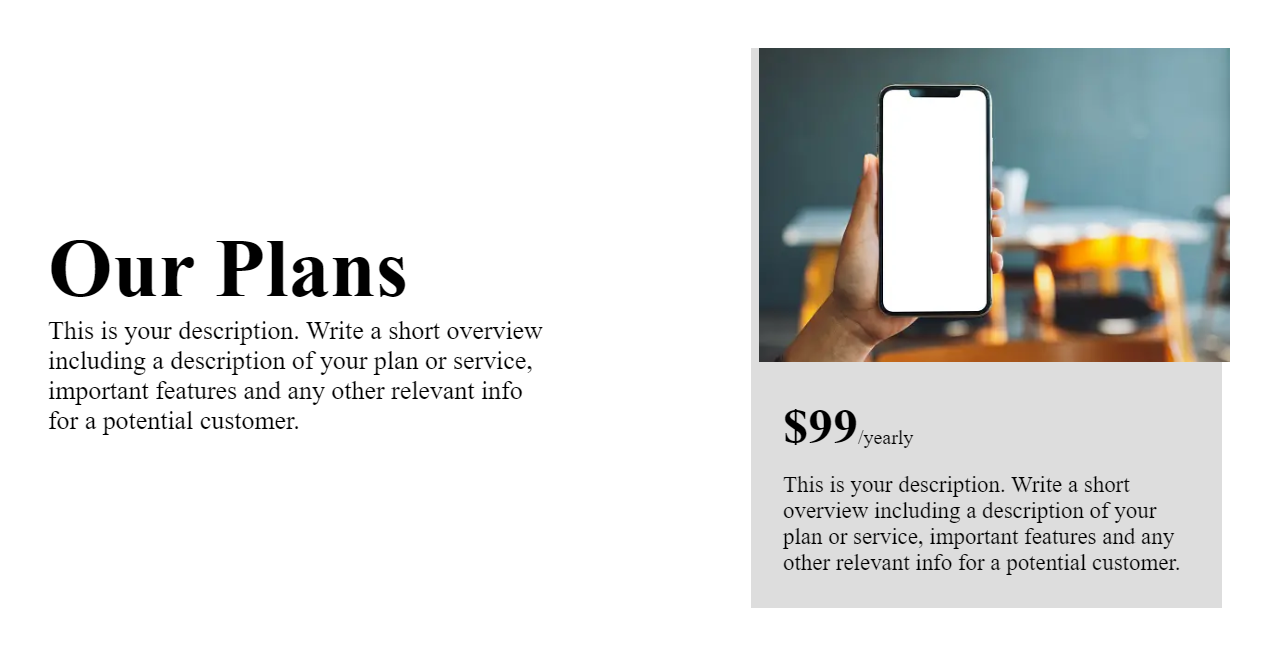 Our Plans
This is your description. Write a short overview
including a description of your plan or service,
important features and any other relevant info
for a potential customer.
$99/yearly
This is your description. Write a short
overview including a description of your
plan or service, important features and any
other relevant info for a potential customer.